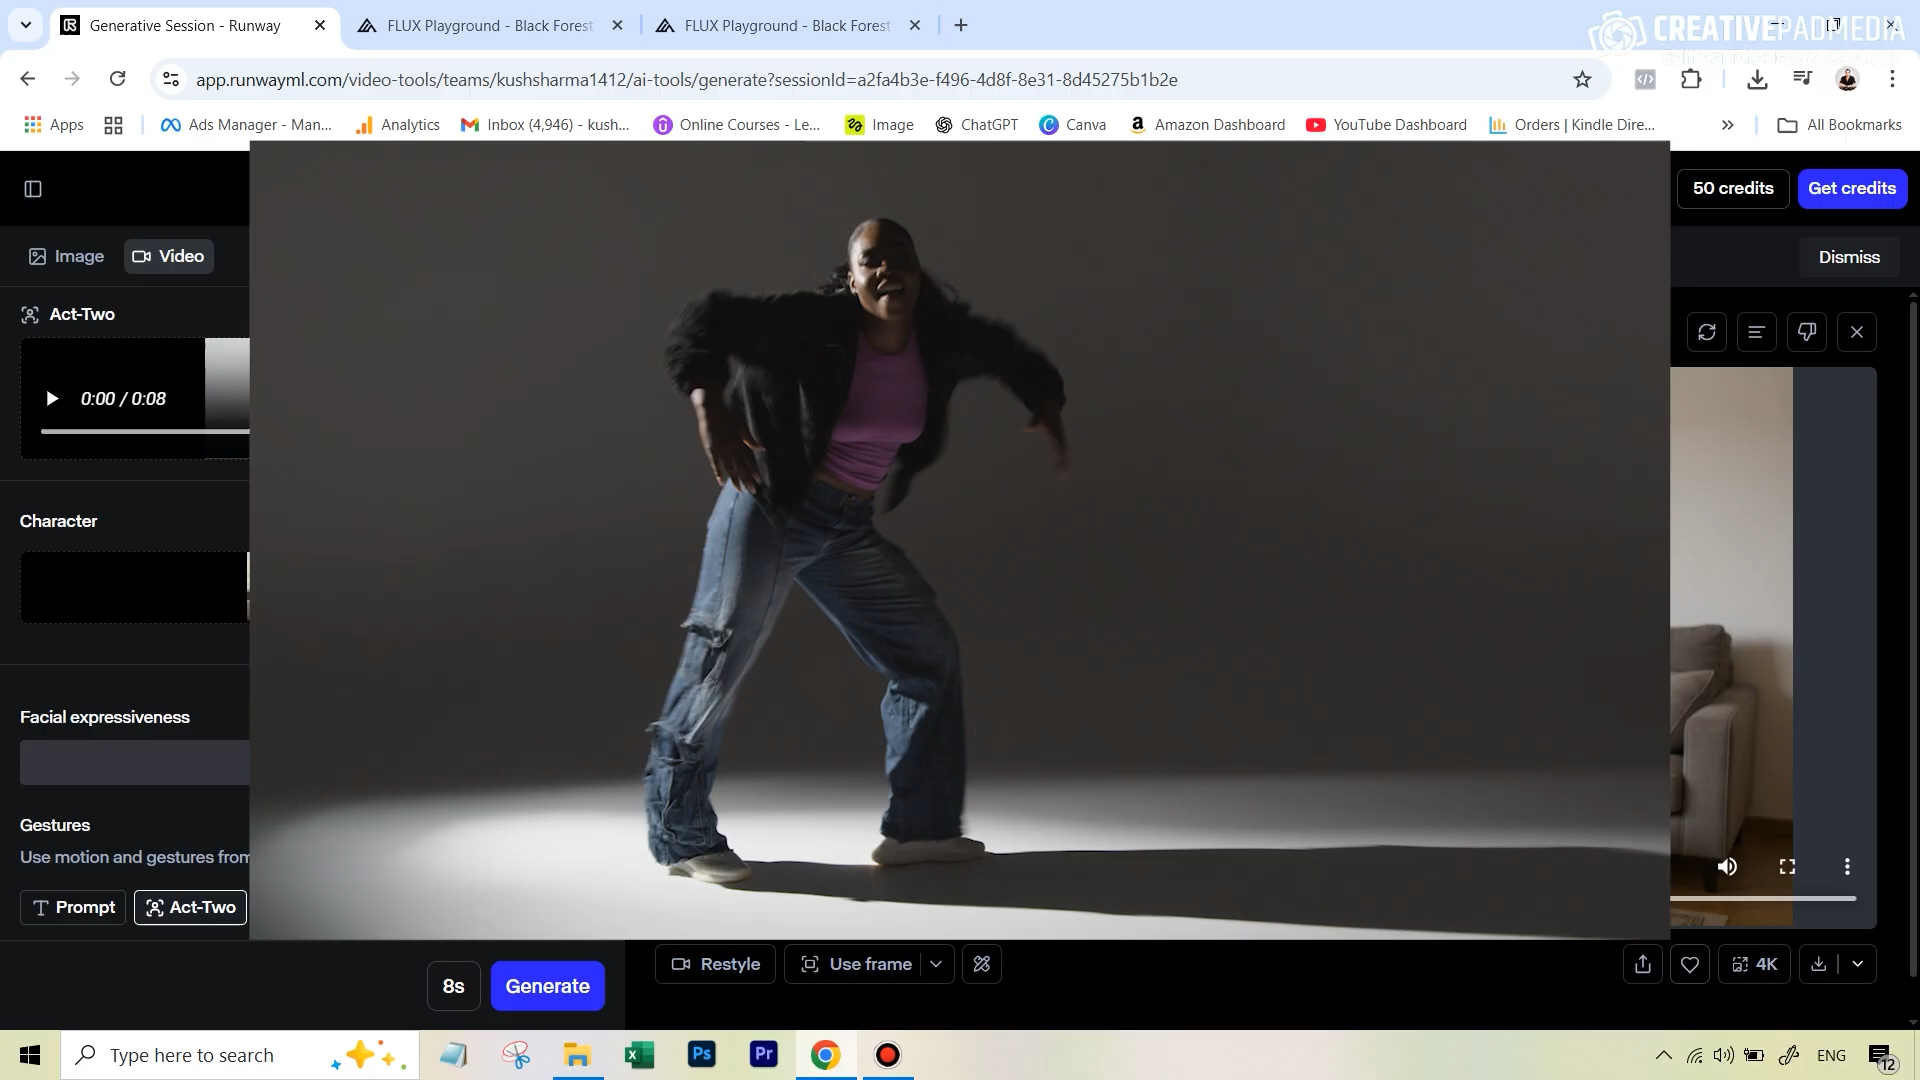 Generative Session - Runway
FLUX Playground - Black Forest
FLUX Playground - Black Forest
CREATIVEPADMEDIA
app.runwayml.com/video-tools/teams/kushsharma1412/ai-tools/generate?sessionId=a2fa4b3e-f496-4d8f-8e31-8d45275b1b2e
Apps
Ads Manager - Man...
Analytics
Inbox (4,946) - kush...
Online Courses - Le...
Image
ChatGPT
Canva
Amazon Dashboard
YouTube Dashboard
Orders | Kindle Dire...
All Bookmarks
50 credits
Get credits
Image
Video
Dismiss
Act-Two
0:00 / 0:08
Character
Facial expressiveness
Gestures
Use motion and gestures from
Prompt
Act-Two
8s
Generate
Restyle
Use frame
4K
Type here to search
Ps
Pr
ENG
12